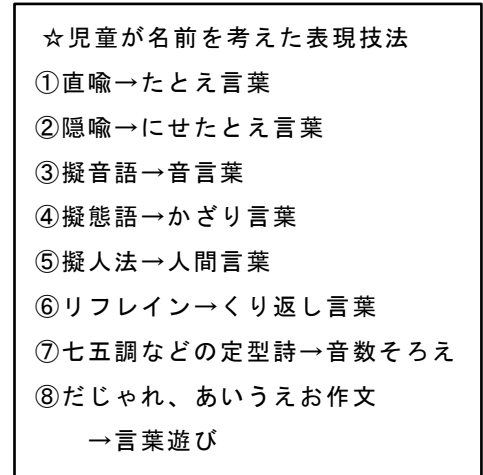 ☆児童が名前を考えた表現技法
①直喩→たとえ言葉
②隠喩→にせたとえ言葉
③擬音語→音言葉
④擬態語→かざり言葉
⑤擬人法→人間言葉
⑥リフレイン→くり返し言葉
⑦七五調などの定型詩→音数そろえ
⑧だじゃれ、あいうえお作文
→言葉遊び